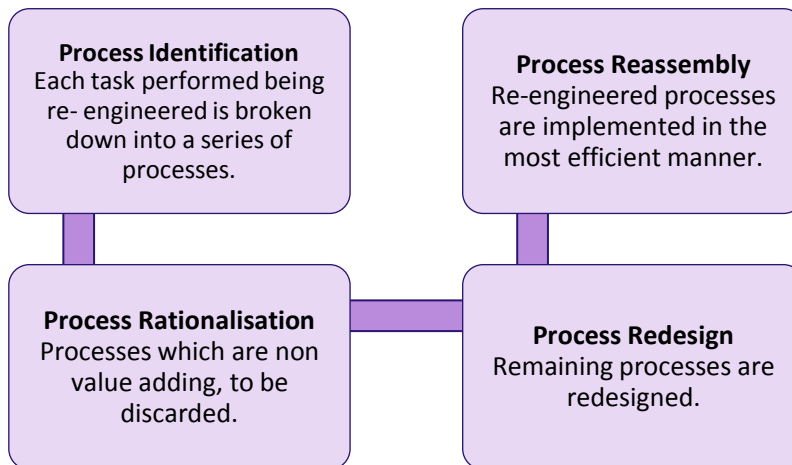 Process Identification
Each task performed being
re- engineered is broken
down into a series of
processes.
Process Rationalisation
Processes which are non
value adding, to be
discarded.
Process Redesign
Remaining processes are
redesigned.
Process Reassembly
Re-engineered processes
are implemented in the
most efficient manner.